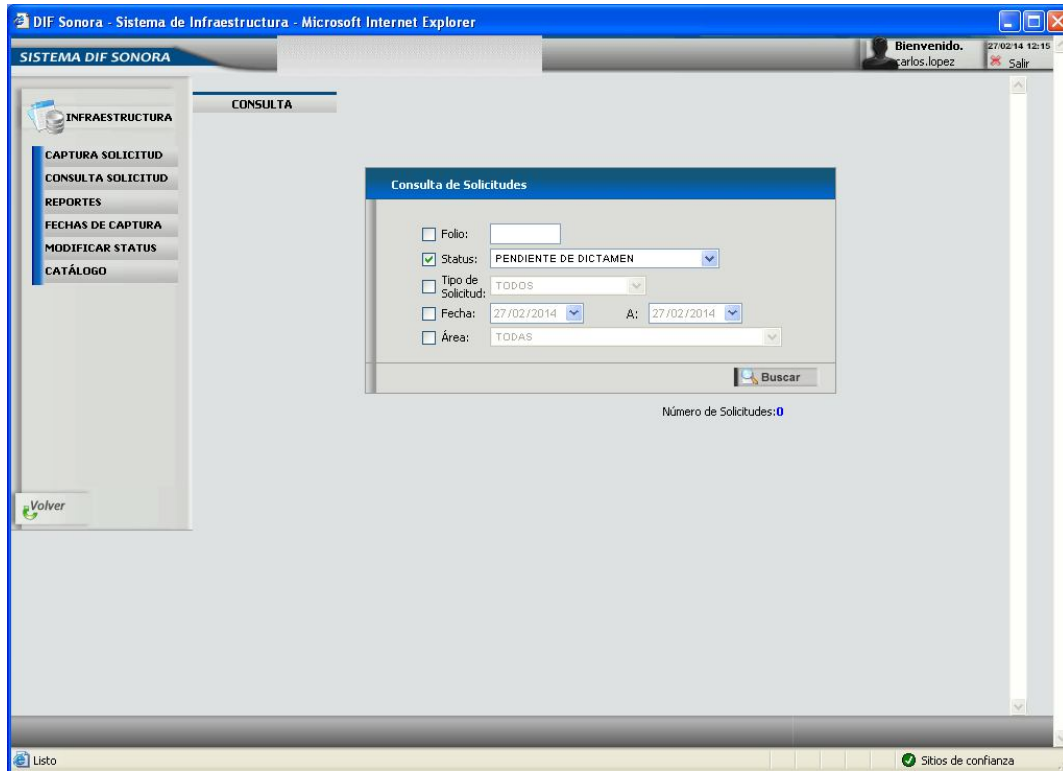 DIF Sonora - Sistema de Infraestructura - Microsoft Internet Explorer
SISTEMA DIF SONORA
Bienvenido.
carlos.lopez
27/02/14 12:15
Salir
INFRAESTRUCTURA
CAPTURA SOLICITUD
CONSULTA SOLICITUD
REPORTES
FECHAS DE CAPTURA
MODIFICAR STATUS
CATÁLOGO
Volver
CONSULTA
Consulta de Solicitudes
Folio:
Status: PENDIENTE DE DICTAMEN
Tipo de
Solicitud: TODOS
Fecha: 27/02/2014 A: 27/02/2014
Área: TODAS
Buscar
Número de Solicitudes:0
Listo
Sitios de confianza